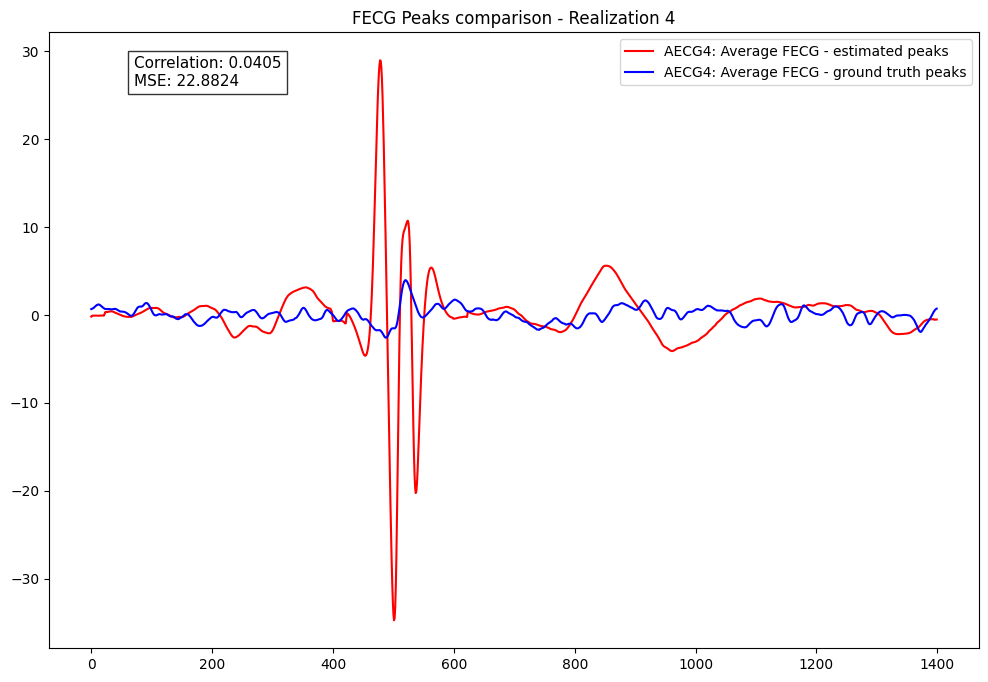 FECG Peaks comparison - Realization 4
Correlation: 0.0405
MSE: 22.8824
AECG4: Average FECG - estimated peaks
AECG4: Average FECG - ground truth peaks
30
20
10
0
−10
−20
−30
0 200 400 600 800 1000 1200 1400